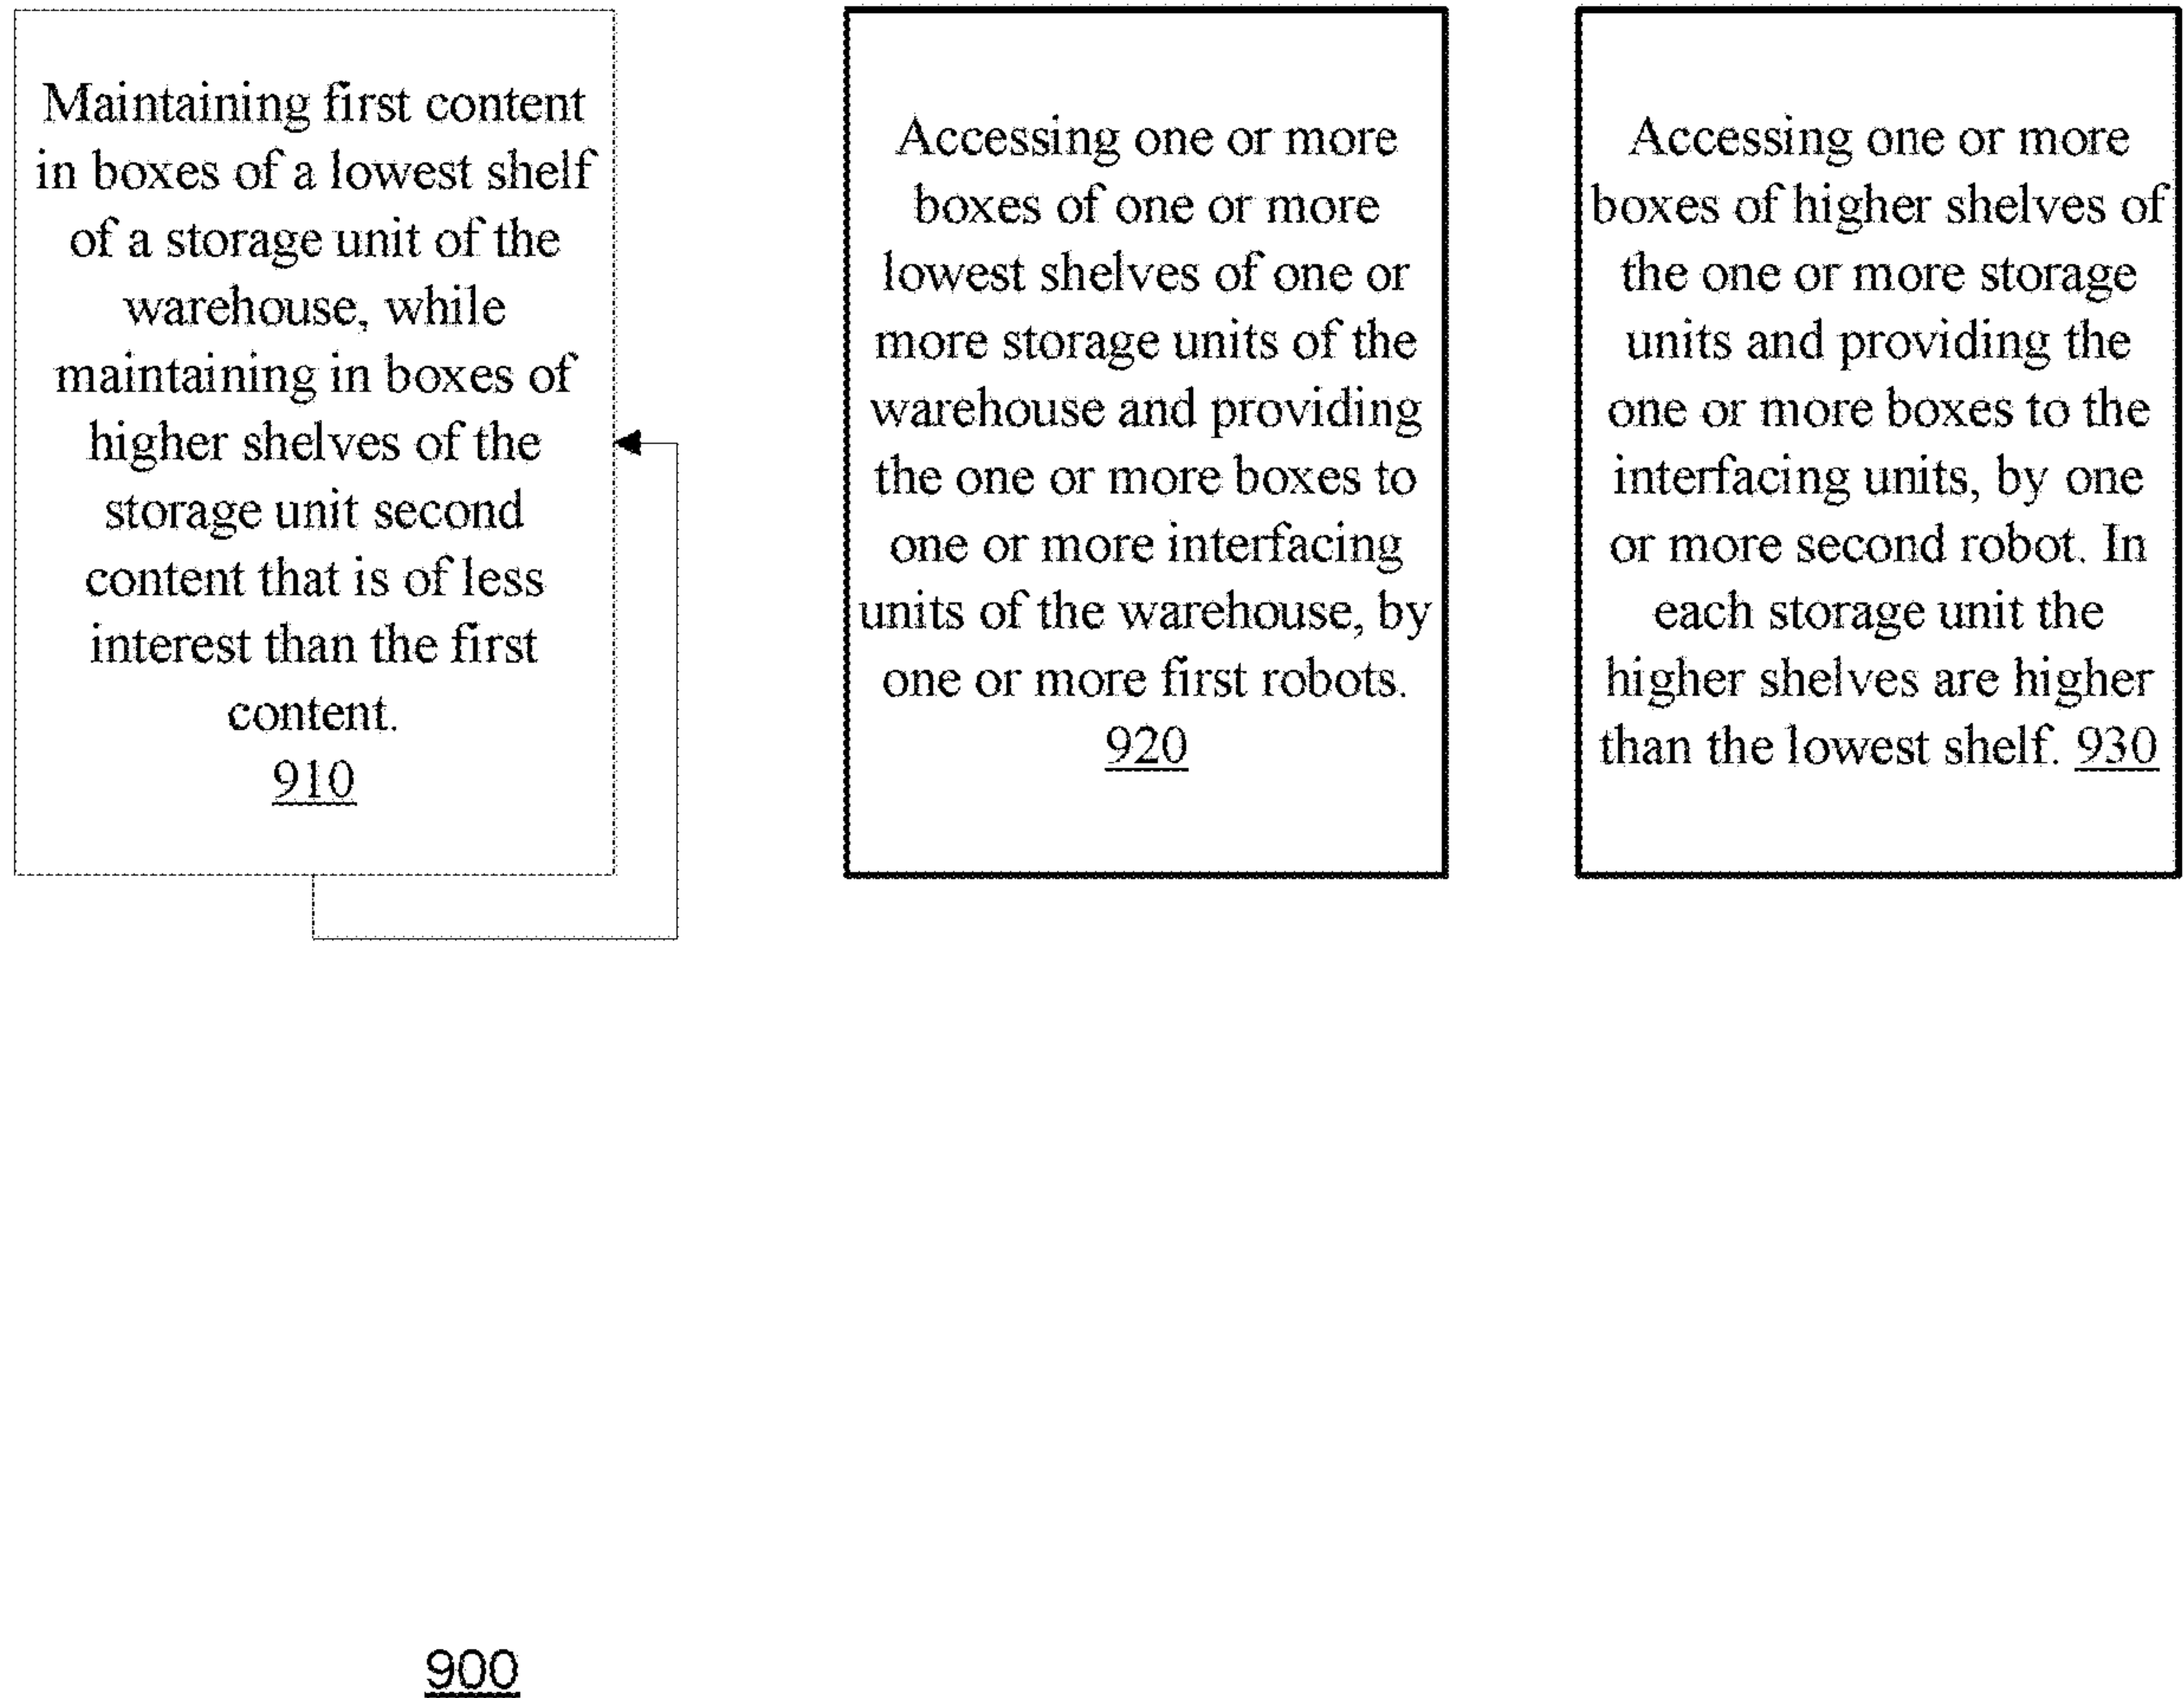 Maintaining first content
in boxes of a lowest shelf
of a storage unit of the
warehouse, while
maintaining in boxes of
higher shelves of the
storage unit second
content that is of less
interest than the first
content.
910
Accessing one or more
boxes of one or more
lowest shelves of one or
more storage units of the
warehouse and providing
the one or more boxes to
one or more interfacing
units of the warehouse, by
one or more first robots.
920
Accessing one or more
boxes of higher shelves of
the one or more storage
units and providing the
one or more boxes to the
interfacing units, by one
or more second robot. In
each storage unit the
higher shelves are higher
than the lowest shelf. 930
900